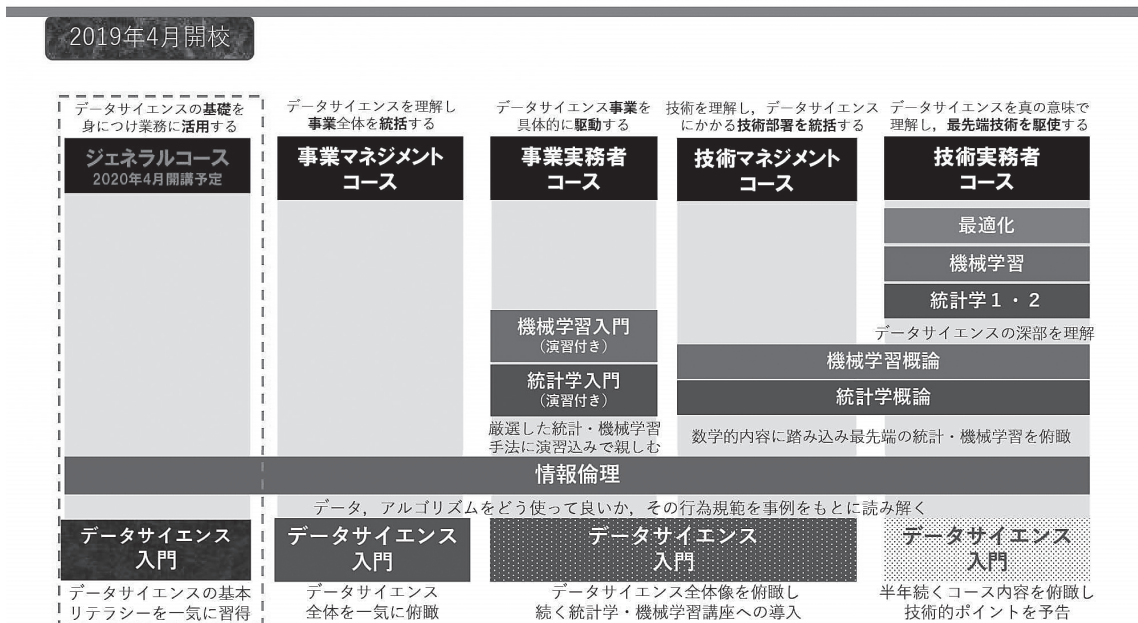 2019年4月開校
データサイエンスの基礎を
身につけ業務に活用する
ジェネラルコース
2020年4月開講予定
データサイエンスを理解し
事業全体を統括する
事業マネジメント
コース
データサイエンス事業を
具体的に駆動する
事業実務者
コース
技術を理解し，データサイエンス
にかかる技術部署を統括する
技術マネジメント
コース
データサイエンスを真の意味で
理解し，最先端技術を駆使する
技術実務者
コース
最適化
機械学習
統計学1・2
データサイエンスの深部を理解
機械学習入門
（演習付き）
統計学入門
（演習付き）
厳選した統計・機械学習
手法に演習込みで親しむ
機械学習概論
統計学概論
数学的内容に踏み込み最先端の統計・機械学習を俯瞰
情報倫理
データ，アルゴリズムをどう使って良いか，その行為規範を事例をもとに読み解く
データサイエンス
入門
データサイエンスの基本
リテラシーを一気に習得
データサイエンス
入門
データサイエンス
全体を一気に俯瞰
データサイエンス
入門
データサイエンス全体像を俯瞰し
続く統計学・機械学習講座への導入
データサイエンス
入門
半年続くコース内容を俯瞰し
技術的ポイントを予告